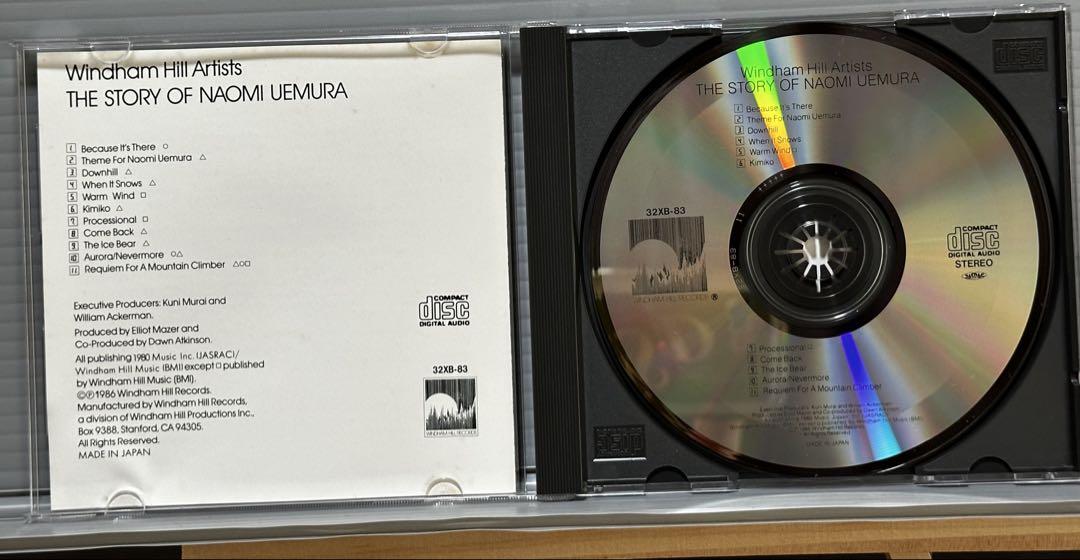 Windham Hill Artists
THE STORY OF NAOMI UEMURA
1 Because It's There ○
2 Theme For Naomi Uemura △
3 Downhill △
4 When It Snows △
5 Warm Wind □
6 Kimiko △
7 Processional □
8 Come Back △
9 The Ice Bear △
10 Aurora/Nevermore ○△
11 Requiem For A Mountain Climber △○□
Executive Producers: Kuni Murai and
William Ackerman.
Produced by Elliot Mazer and
Co-Produced by Dawn Atkinson.
All publishing 1980 Music Inc. (JASRAC)/
Windham Hill Music (BMI) except □ published
by Windham Hill Music (BMI).
©℗1986 Windham Hill Records.
Manufactured by Windham Hill Records,
a division of Windham Hill Productions Inc.,
Box 9388, Stanford, CA 94305.
All Rights Reserved.
MADE IN JAPAN
COMPACT
disc
DIGITAL AUDIO
32XB-83
WINDHAM HILL RECORDS
Windham Hill Artists
THE STORY OF NAOMI UEMURA
1 Because It's There
2 Theme For Naomi Uemura
3 Downhill
4 When It Snows
5 Warm Wind □
6 Kimiko
32XB-83
WINDHAM HILL RECORDS ®
COMPACT
disc
DIGITAL AUDIO
STEREO
7 Processional □
8 Come Back
9 The Ice Bear
10 Aurora/Nevermore
11 Requiem For A Mountain Climber
All Rights Reserved
MADE IN JAPAN
disc